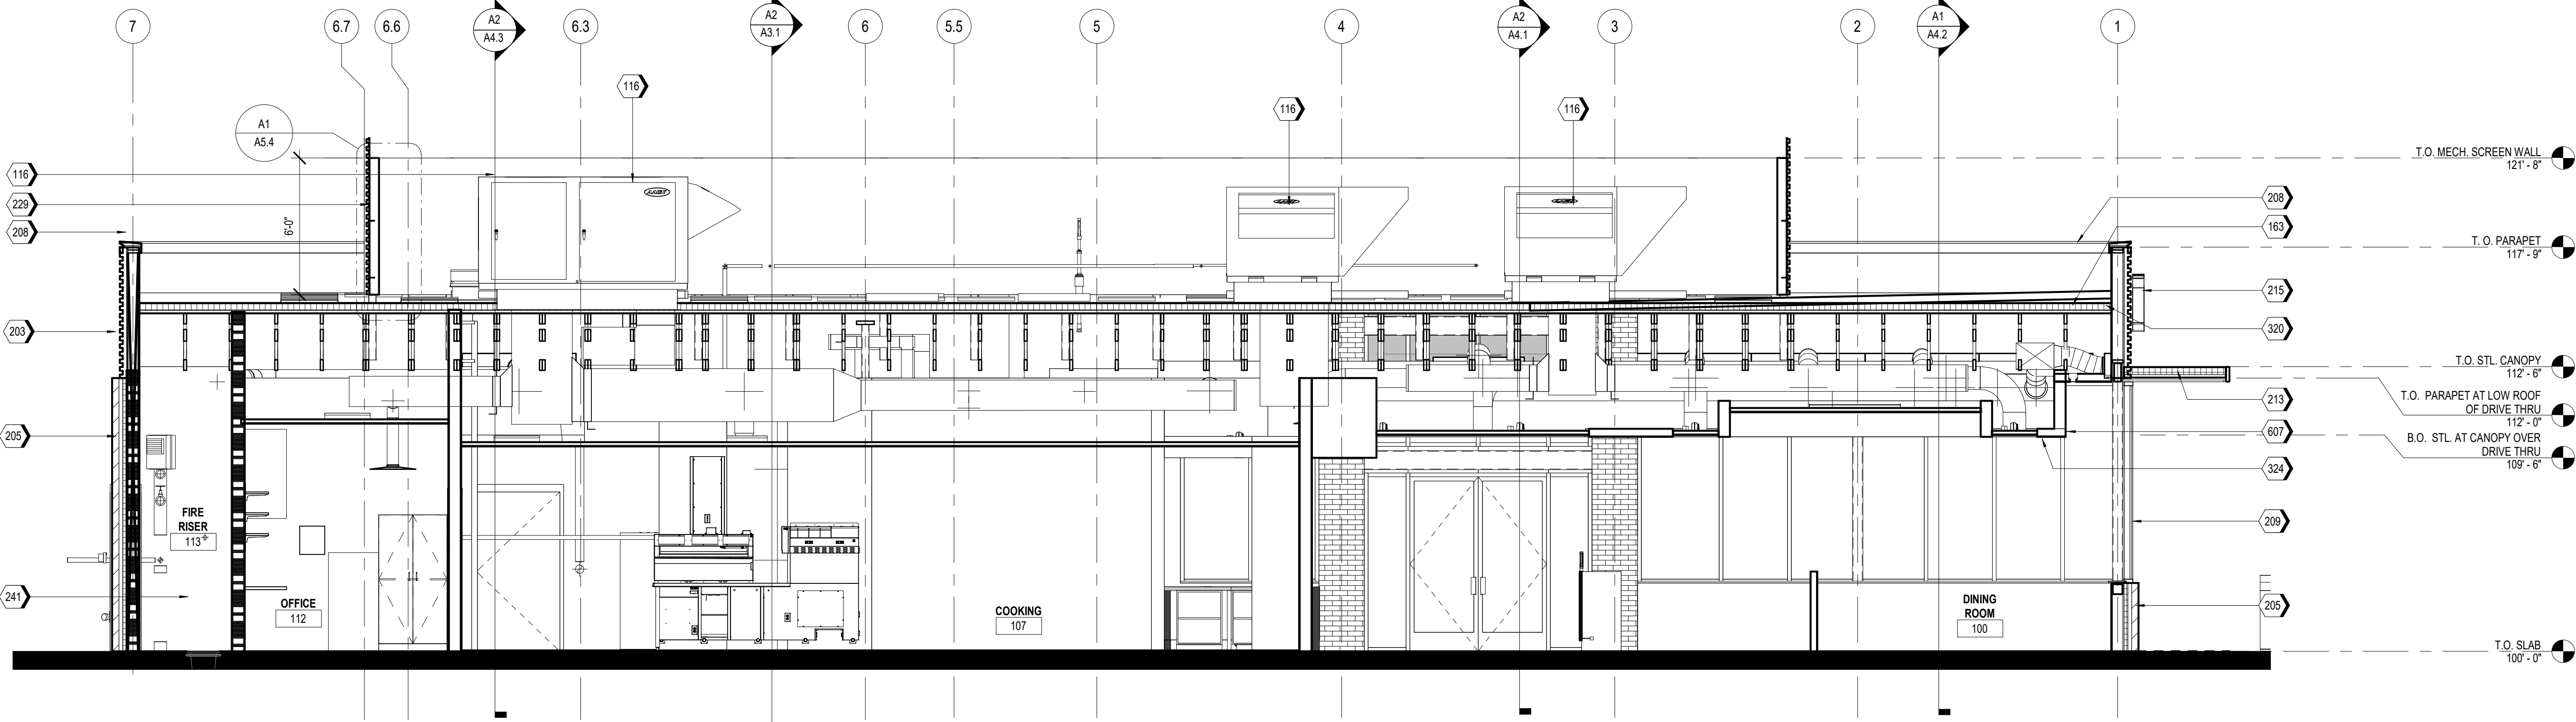 7
6.7
6.6
A2
A4.3
6.3
A2
A3.1
6
5.5
5
4
A2
A4.1
3
2
A1
A4.2
1
116
116
116
A1
A5.4
116
229
208
6'-0"
203
205
241
AAON
T.O. MECH. SCREEN WALL
121' - 8"
208
163
T. O. PARAPET
117' - 9"
215
320
T.O. STL. CANOPY
112' - 6"
213
T.O. PARAPET AT LOW ROOF
OF DRIVE THRU
112' - 0"
607
B.O. STL. AT CANOPY OVER
DRIVE THRU
109' - 6"
324
209
205
T.O. SLAB
100' - 0"
FIRE
RISER
113
OFFICE
112
COOKING
107
DINING
ROOM
100